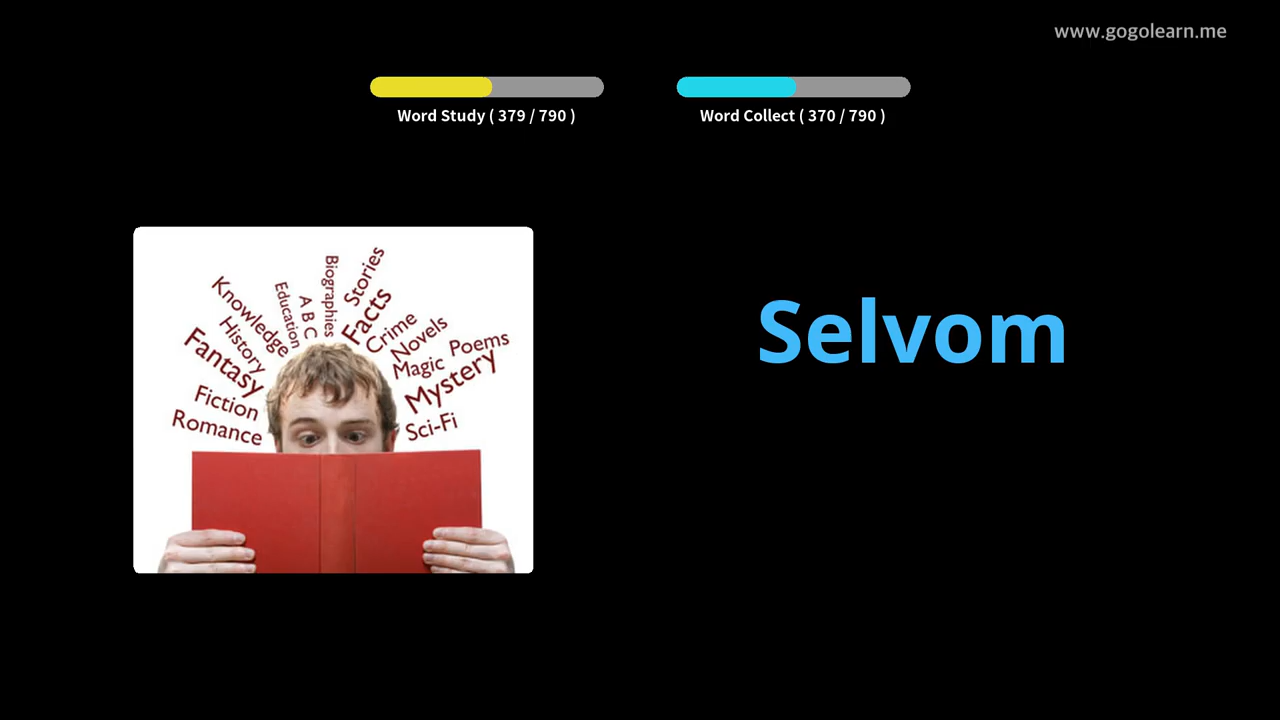 www.gogolearn.me
Word Study ( 379 / 790 )
Word Collect ( 370 / 790 )
Selvom
Biographies
Stories
Education
A B C
Facts
Knowledge
Crime
History
Novels
Fantasy
Magic
Poems
Mystery
Fiction
Romance
Sci-Fi